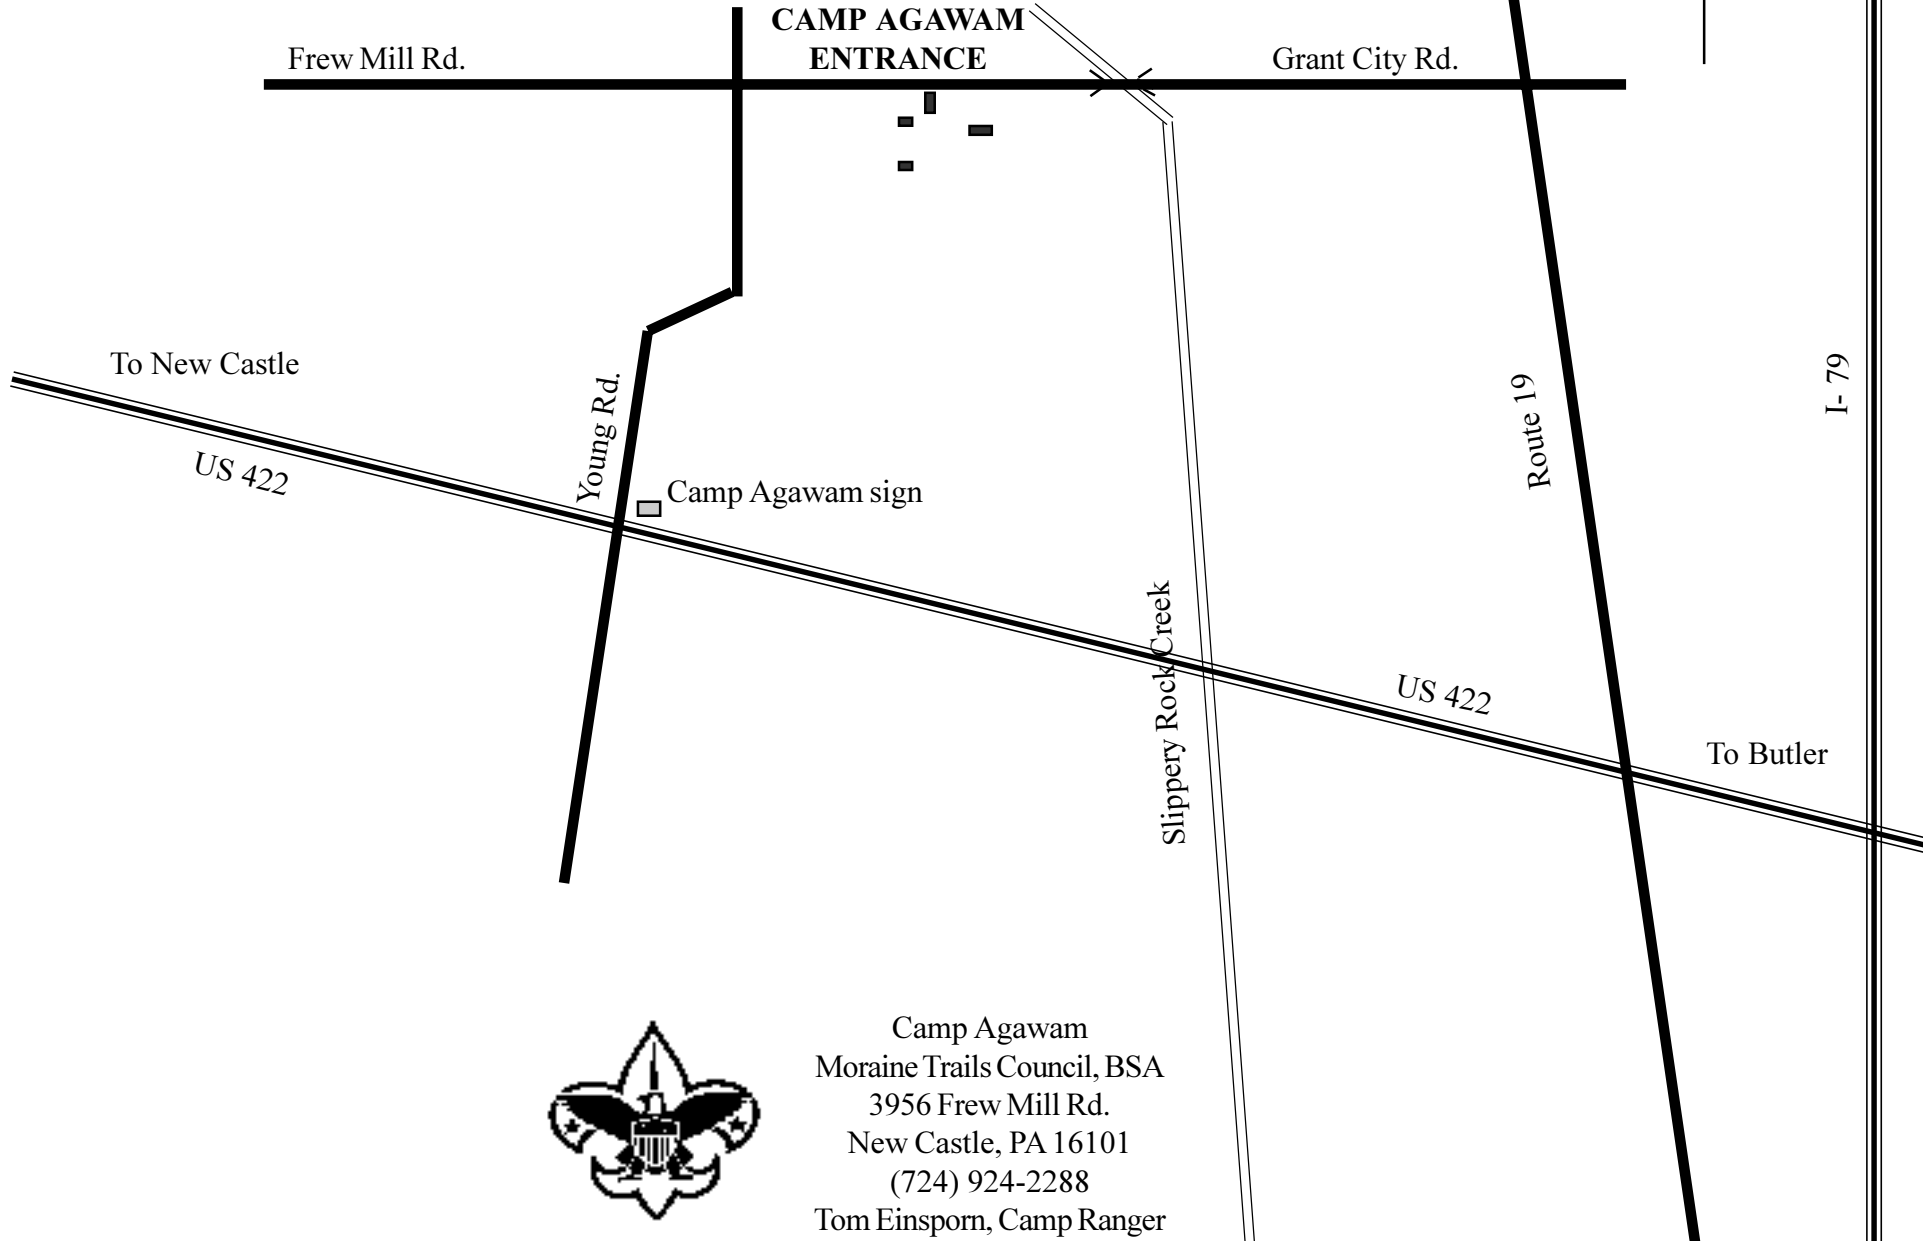 CAMP AGAWAM
ENTRANCE
Frew Mill Rd.
Grant City Rd.
To New Castle
US 422
Young Rd.
Camp Agawam sign
Route 19
I- 79
Slippery Rock Creek
US 422
To Butler
Camp Agawam
Moraine Trails Council, BSA
3956 Frew Mill Rd.
New Castle, PA 16101
(724) 924-2288
Tom Einsporn, Camp Ranger